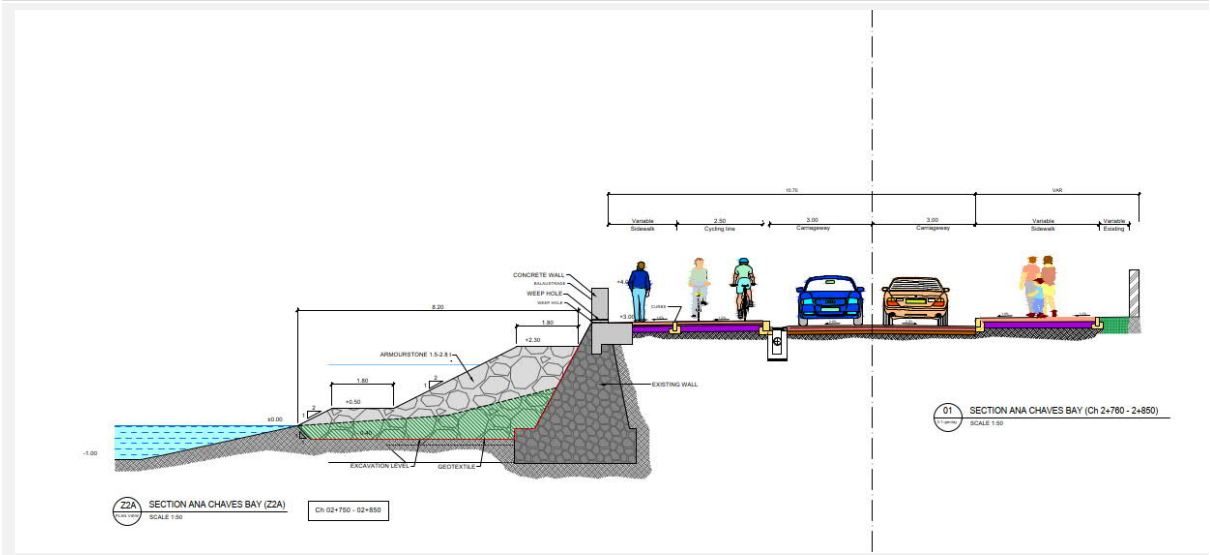 10.70
VAR
Variable
Sidewalk
2.50
Cycling line
3.00
Carriageway
3.00
Carriageway
Variable
Sidewalk
Variable
Existing
CONCRETE WALL
BALAUSTRADE
WEEP HOLE
WEEP HOLE
+3.00
CURBS
8.20
1.80
+2.30
ARMOURSTONE 1.5-2.8 t
2
1
1.80
EXISTING WALL
+0.50
2
1
±0.00
-1.00
EXCAVATION LEVEL
GEOTEXTILE
01
SECTION ANA CHAVES BAY (Ch 2+760 - 2+850)
SCALE 1:50
Z2A
PLAN VIEW
SECTION ANA CHAVES BAY (Z2A)
SCALE 1:50
Ch 02+750 - 02+850